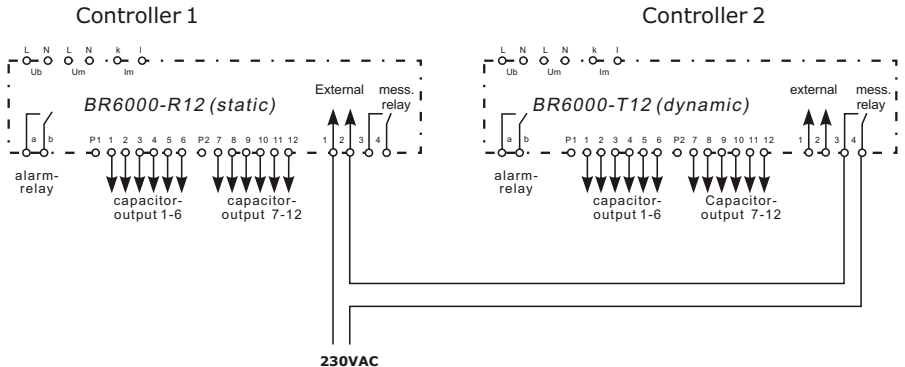 Controller 1
Controller 2
L N L N k l
Ub Um Im
L N L N k l
Ub Um Im
BR6000-R12 (static)
External
mess.
relay
BR6000-T12 (dynamic)
external
mess.
relay
a b
P1 1 2 3 4 5 6 P2 7 8 9 10 11 12
1 2 3 4
a b
P1 1 2 3 4 5 6 P2 7 8 9 10 11 12
1 2 3 4
alarm-
relay
capacitor-
output 1-6
capacitor-
output 7-12
alarm-
relay
capacitor-
output 1-6
Capacitor-
output 7-12
230VAC